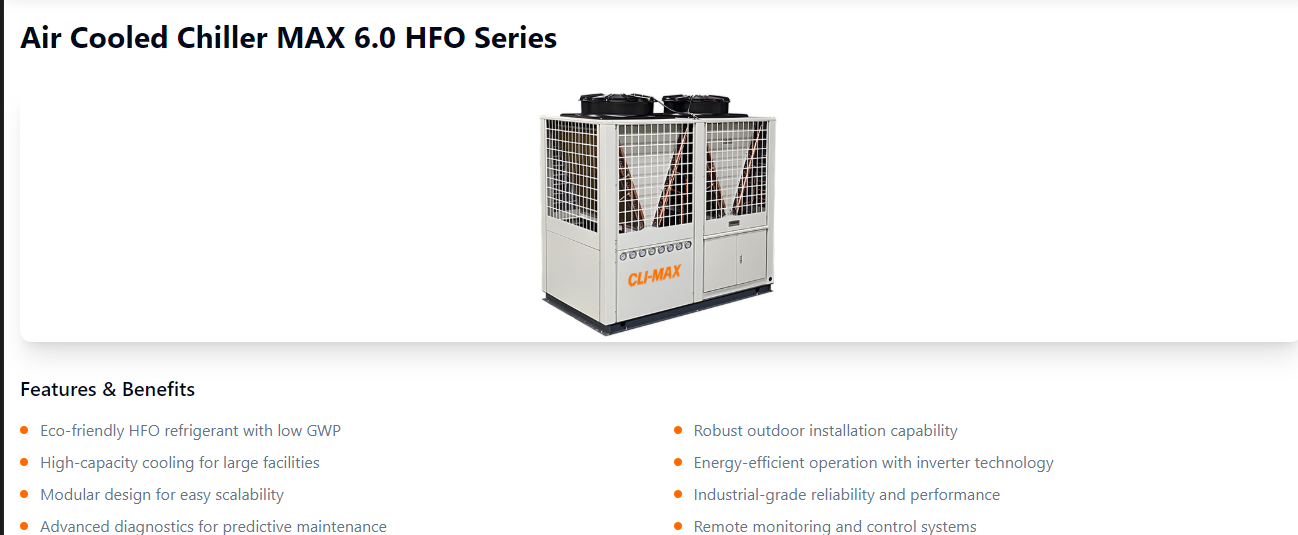 Air Cooled Chiller MAX 6.0 HFO Series
CLI-MAX
Features & Benefits
Eco-friendly HFO refrigerant with low GWP
High-capacity cooling for large facilities
Modular design for easy scalability
Advanced diagnostics for predictive maintenance
Robust outdoor installation capability
Energy-efficient operation with inverter technology
Industrial-grade reliability and performance
Remote monitoring and control systems